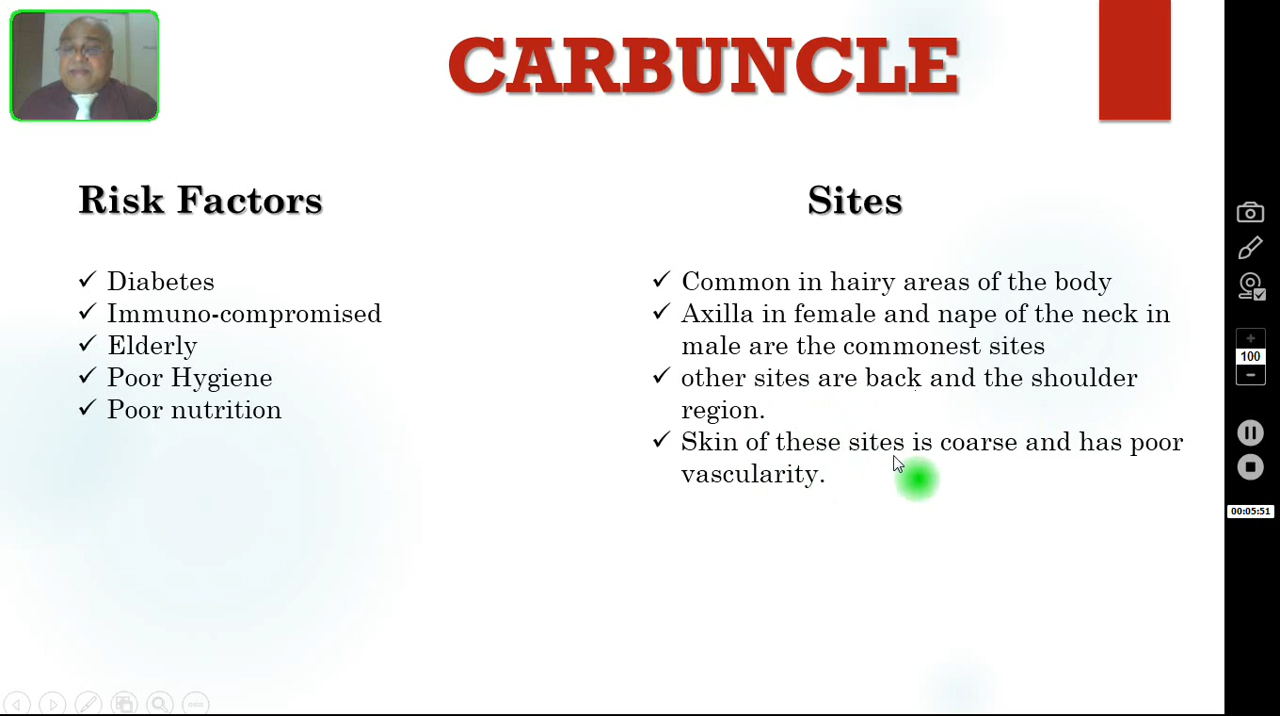 CARBUNCLE
Risk Factors
✓ Diabetes
✓ Immuno-compromised
✓ Elderly
✓ Poor Hygiene
✓ Poor nutrition
Sites
✓ Common in hairy areas of the body
✓ Axilla in female and nape of the neck in
male are the commonest sites
✓ other sites are back and the shoulder
region.
✓ Skin of these sites is coarse and has poor
vascularity.
100
00:05:51